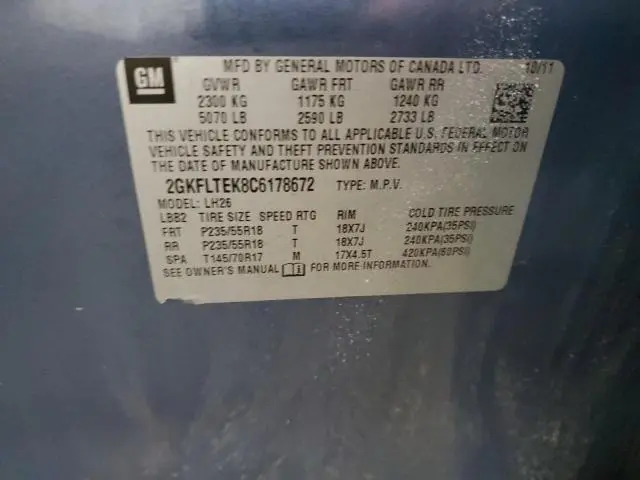 GM
MFD BY GENERAL MOTORS OF CANADA LTD. 10/11
GVWR GAWR FRT GAWR RR
2300 KG 1175 KG 1240 KG
5070 LB 2590 LB 2733 LB
THIS VEHICLE CONFORMS TO ALL APPLICABLE U.S. FEDERAL MOTOR
VEHICLE SAFETY AND THEFT PREVENTION STANDARDS IN EFFECT ON
THE DATE OF MANUFACTURE SHOWN ABOVE.
2GKFLTEK8C6178672 TYPE: M.P.V.
MODEL: LH26
LBB2 TIRE SIZE SPEED RTG RIM COLD TIRE PRESSURE
FRT P235/55R18 T 18X7J 240KPA(35PSI)
RR P235/55R18 T 18X7J 240KPA(35PSI)
SPA T145/70R17 M 17X4.5T 420KPA(60PSI)
SEE OWNER'S MANUAL FOR MORE INFORMATION.